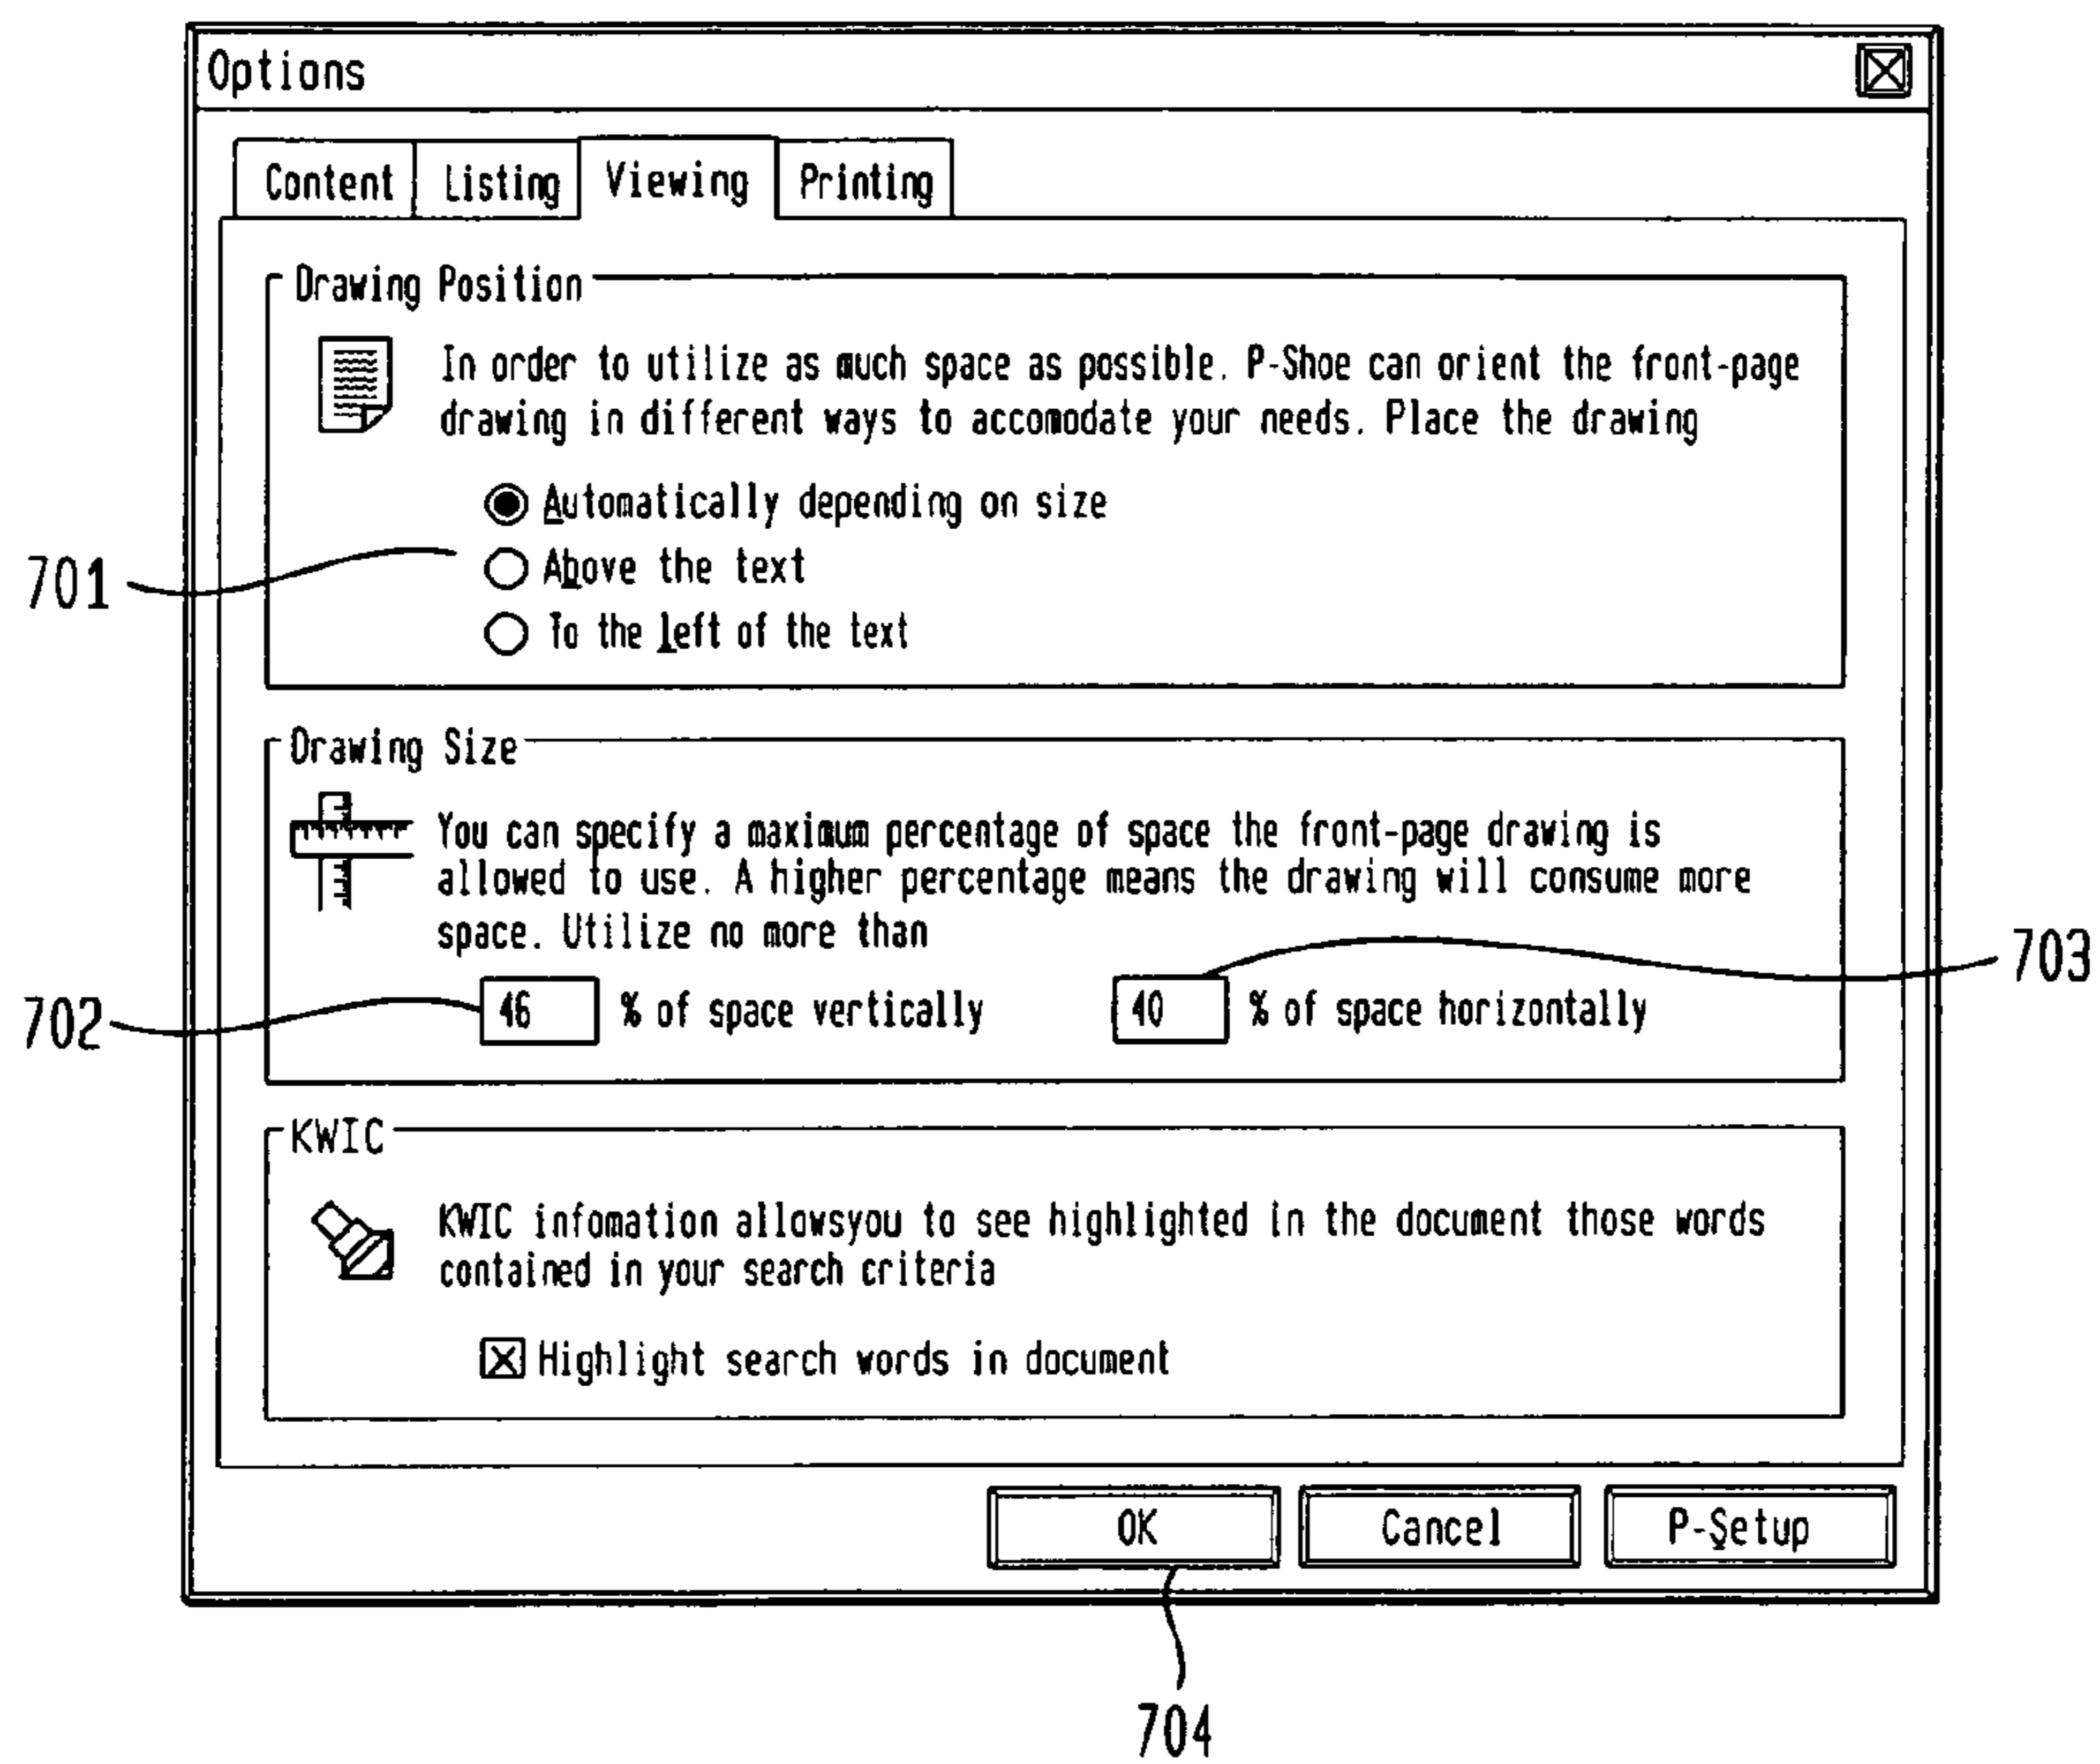 Options
Content Listing Viewing Printing
Drawing Position
In order to utilize as much space as possible. P-Shoe can orient the front-page
drawing in different ways to accomodate your needs. Place the drawing
Automatically depending on size
701
Above the text
To the left of the text
Drawing Size
You can specify a maximum percentage of space the front-page drawing is
allowed to use. A higher percentage means the drawing will consume more
space. Utilize no more than
703
702
46 % of space vertically 40 % of space horizontally
KWIC
KWIC infomation allowsyou to see highlighted in the document those words
contained in your search criteria
Highlight search words in document
OK Cancel P-Setup
704